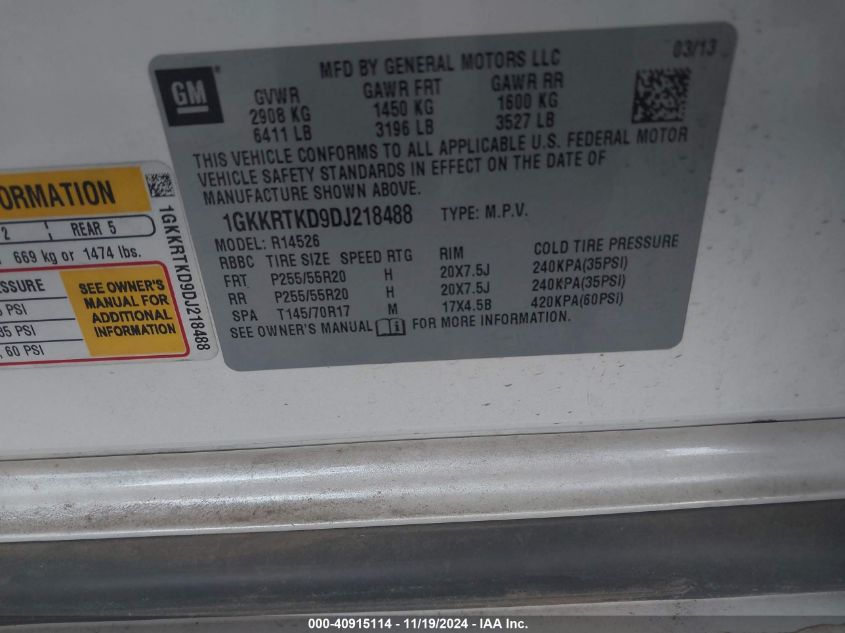 GM
MFD BY GENERAL MOTORS LLC
03/13
GVWR GAWR FRT GAWR RR
2908 KG 1450 KG 1600 KG
6411 LB 3196 LB 3527 LB
THIS VEHICLE CONFORMS TO ALL APPLICABLE U.S. FEDERAL MOTOR
VEHICLE SAFETY STANDARDS IN EFFECT ON THE DATE OF
MANUFACTURE SHOWN ABOVE.
1GKKRTKD9DJ218488 TYPE: M.P.V.
MODEL: R14526
RBBC TIRE SIZE SPEED RTG RIM COLD TIRE PRESSURE
FRT P255/55R20 H 20X7.5J 240KPA(35PSI)
RR P255/55R20 H 20X7.5J 240KPA(35PSI)
SPA T145/70R17 M 17X4.5B 420KPA(60PSI)
SEE OWNER'S MANUAL FOR MORE INFORMATION.
ORMATION
2 REAR 5
669 kg or 1474 lbs.
SSURE
PSI
35 PSI
, 60 PSI
SEE OWNER'S
MANUAL FOR
ADDITIONAL
INFORMATION
1GKKRTKD9DJ218488
000-40915114 - 11/19/2024 - © IAA Inc.